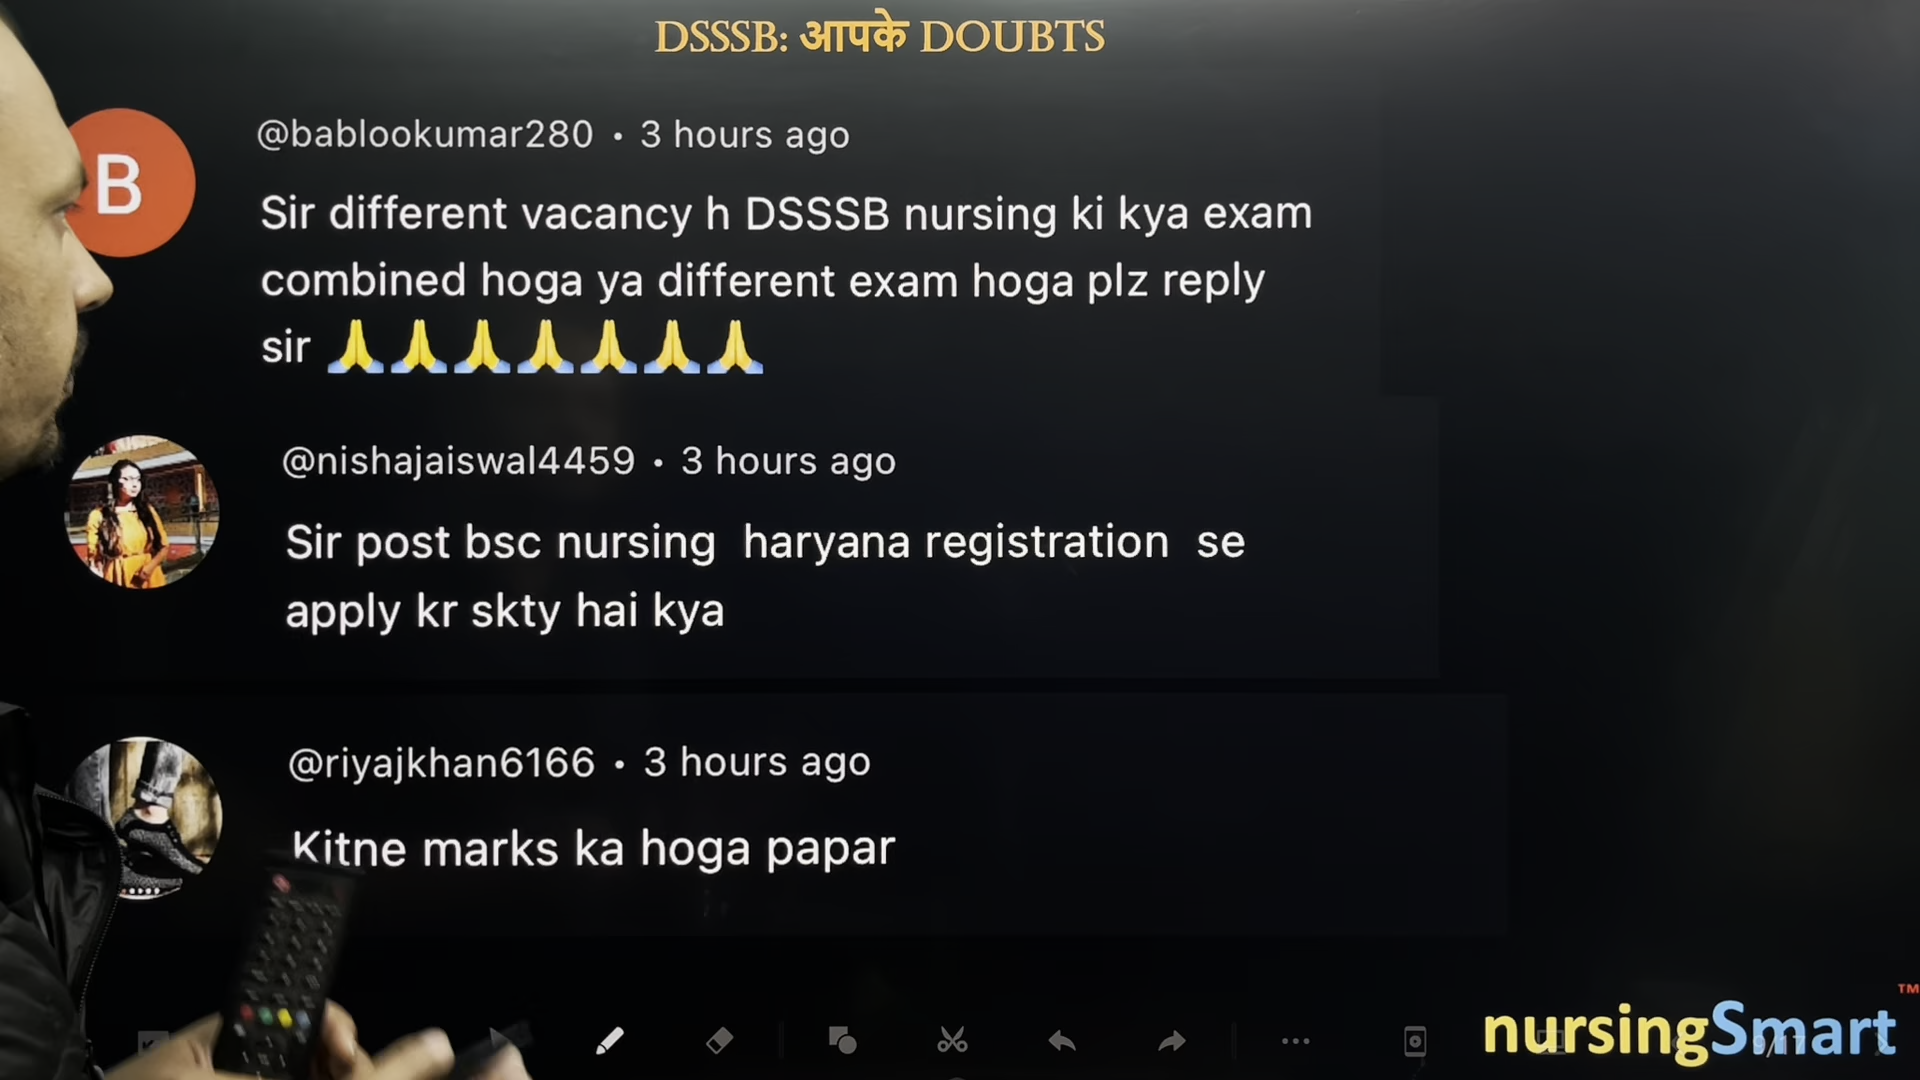 DSSSB: आपके DOUBTS
B
@bablookumar280 • 3 hours ago
Sir different vacancy h DSSSB nursing ki kya exam
combined hoga ya different exam hoga plz reply
sir 🙏🙏🙏🙏🙏🙏🙏
@nishajaiswal4459 • 3 hours ago
Sir post bsc nursing haryana registration se
apply kr skty hai kya
@riyajkhan6166 • 3 hours ago
Kitne marks ka hoga papar
nursingSmart™